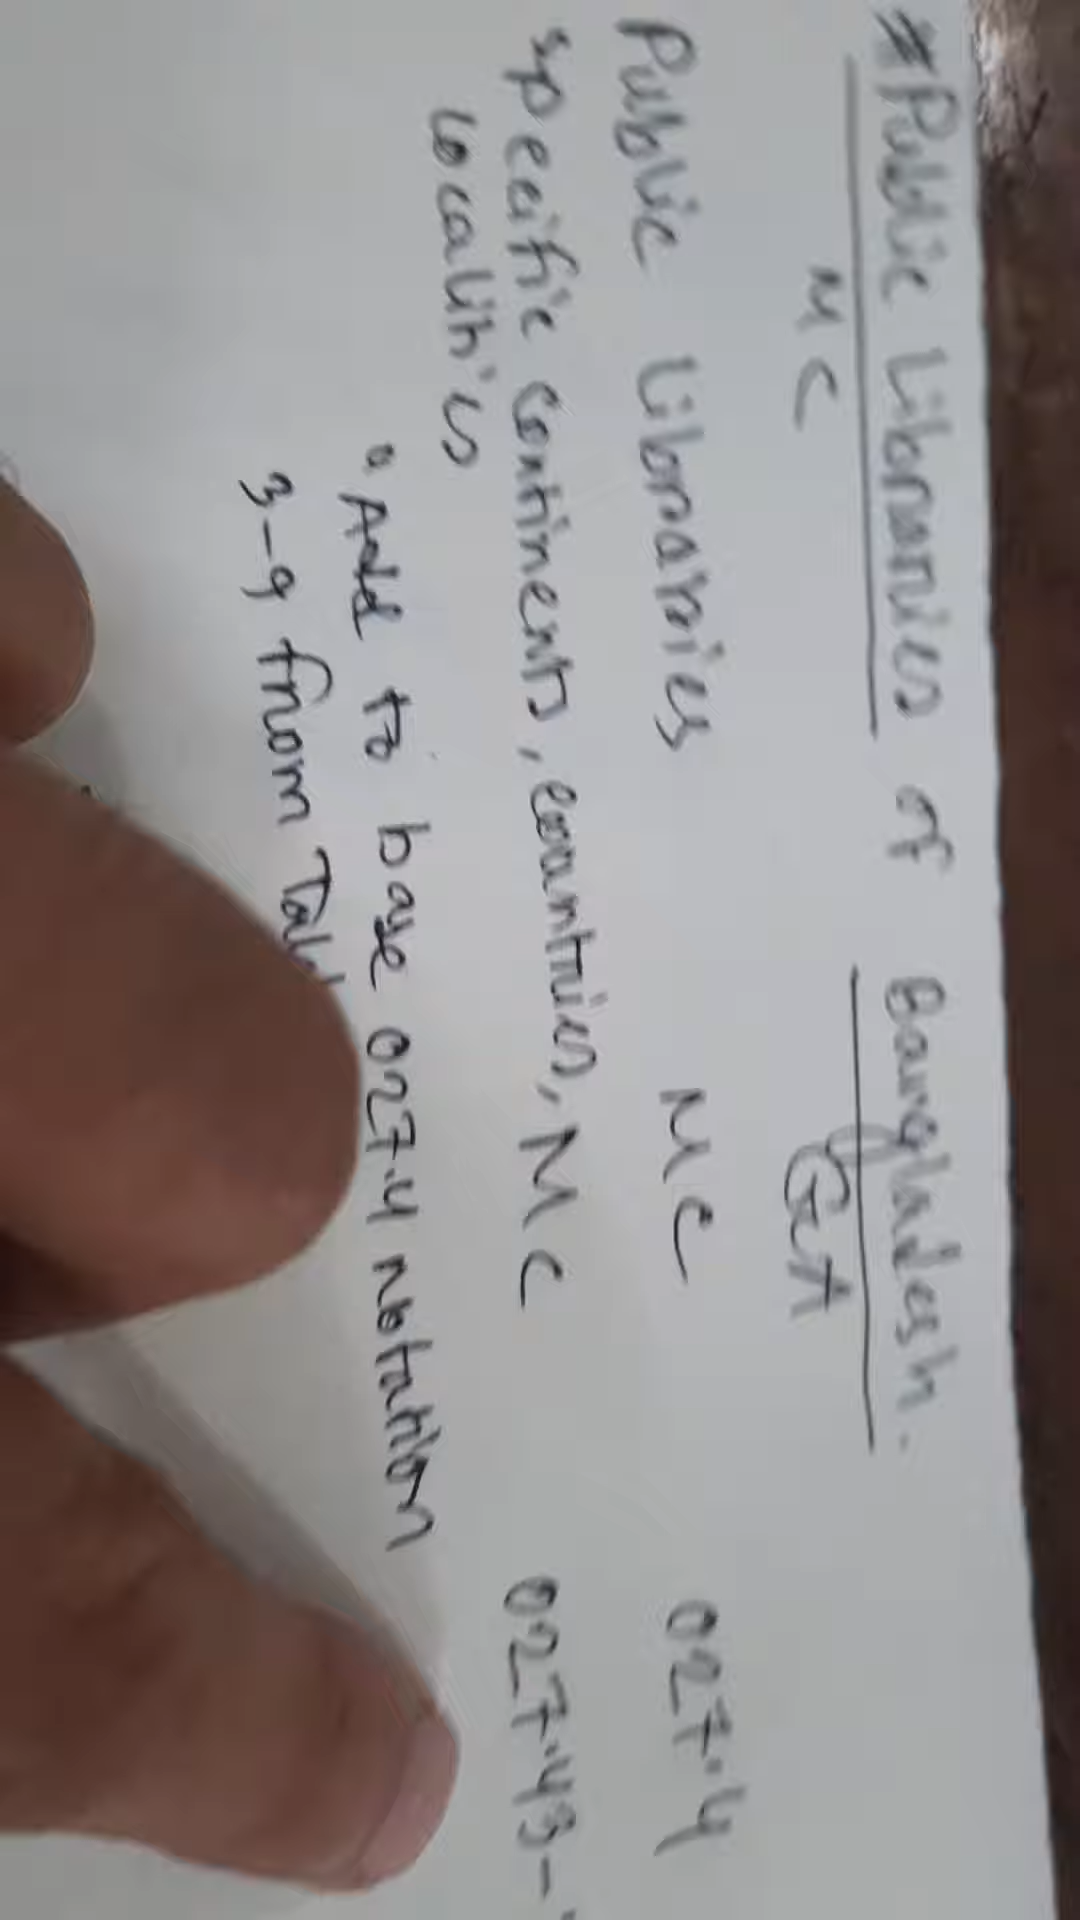 # Public Libraries of Bangladesh.
MC GA
Public Libraries MC 027.4
specific continents, countries, MC 027.43-
localities
" Add to base 027.4 notation
3-9 from